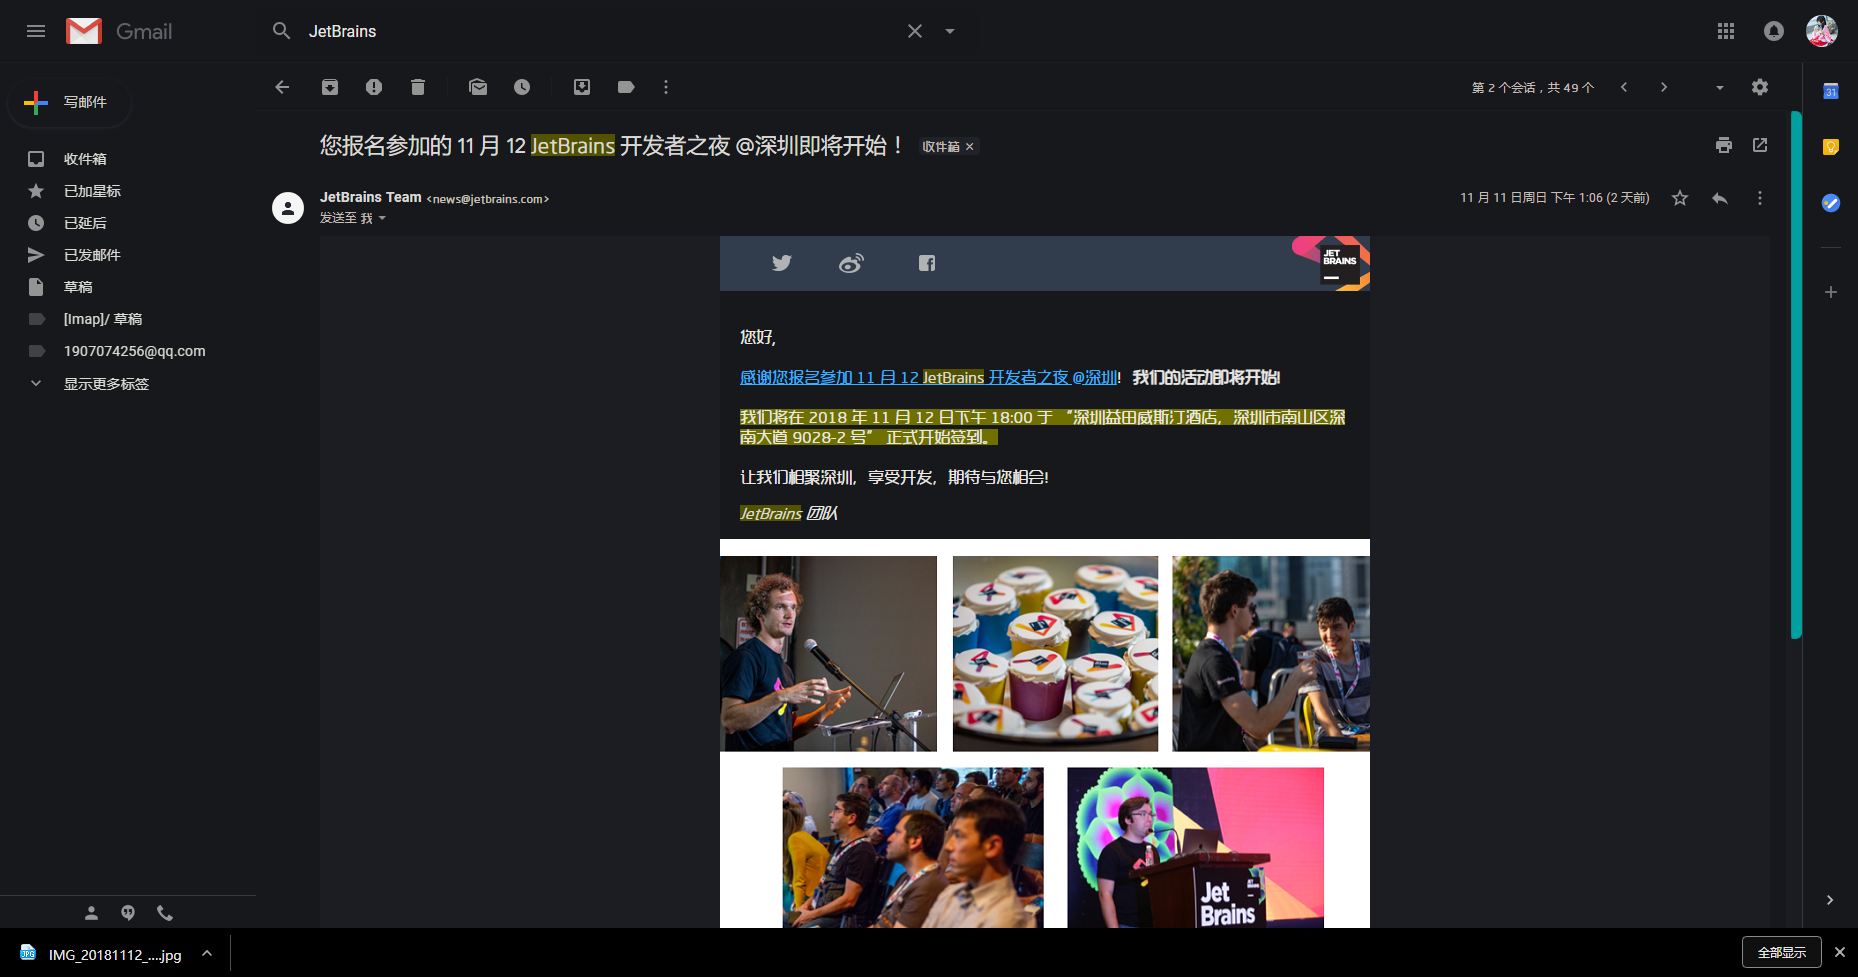 Gmail
JetBrains
写邮件
第 2 个会话，共 49 个
31
您报名参加的 11 月 12 JetBrains 开发者之夜 @深圳即将开始！
收件箱 ×
收件箱
已加星标
已延后
已发邮件
草稿
[Imap]/ 草稿
1907074256@qq.com
显示更多标签
JetBrains Team <news@jetbrains.com>
11 月 11 日周日 下午 1:06 (2 天前)
发送至 我
JET
BRAINS
您好,
感谢您报名参加 11 月 12 JetBrains 开发者之夜 @深圳! 我们的活动即将开始!
我们将在 2018 年 11 月 12 日下午 18:00 于 “深圳益田威斯汀酒店，深圳市南山区深
南大道 9028-2 号” 正式开始签到。
让我们相聚深圳，享受开发，期待与您相会!
JetBrains 团队
Jet
Brains
JPG
IMG_20181112_....jpg
全部显示